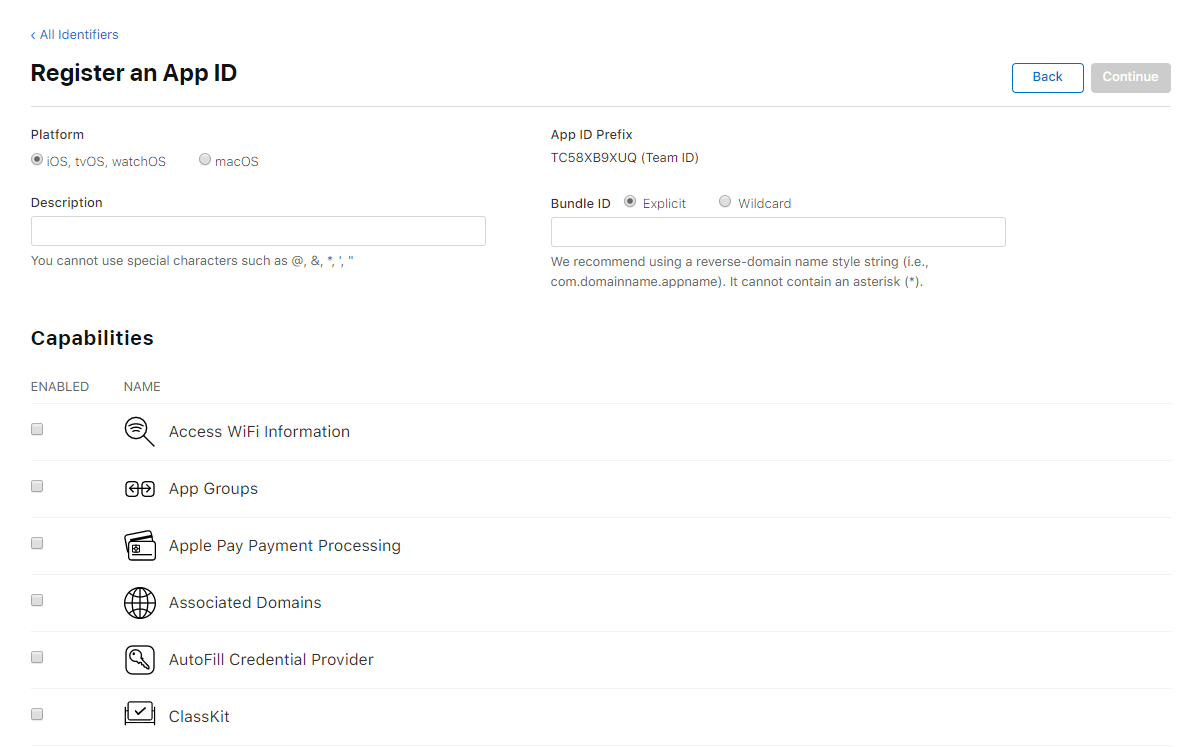 ‹ All Identifiers
Register an App ID
Back
Continue
Platform
iOS, tvOS, watchOS
macOS
App ID Prefix
TC58XB9XUQ (Team ID)
Description
You cannot use special characters such as @, &, *, ', "
Bundle ID
Explicit
Wildcard
We recommend using a reverse-domain name style string (i.e.,
com.domainname.appname). It cannot contain an asterisk (*).
Capabilities
ENABLED
NAME
Access WiFi Information
App Groups
Apple Pay Payment Processing
Associated Domains
AutoFill Credential Provider
ClassKit